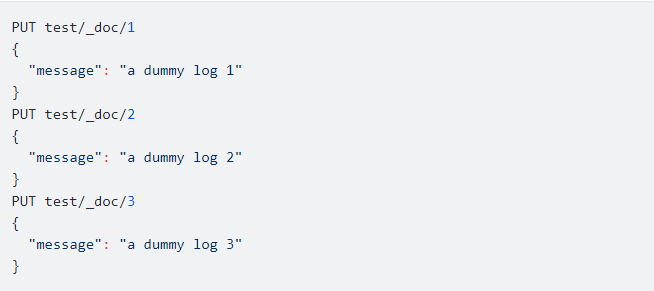 PUT test/_doc/1
{
  "message": "a dummy log 1"
}
PUT test/_doc/2
{
  "message": "a dummy log 2"
}
PUT test/_doc/3
{
  "message": "a dummy log 3"
}